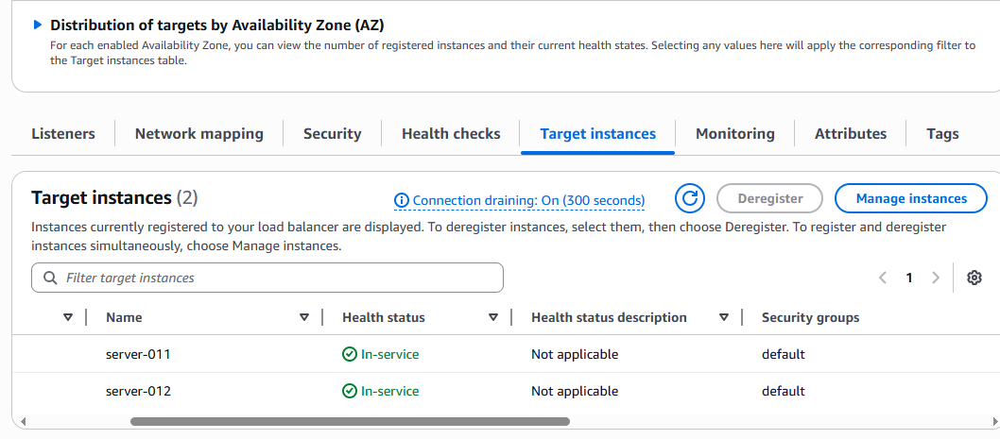 Distribution of targets by Availability Zone (AZ)
For each enabled Availability Zone, you can view the number of registered instances and their current health states. Selecting any values here will apply the corresponding filter to
the Target instances table.
Listeners Network mapping Security Health checks Target instances Monitoring Attributes Tags
Target instances (2) Connection draining: On (300 seconds) Deregister Manage instances
Instances currently registered to your load balancer are displayed. To deregister instances, select them, then choose Deregister. To register and deregister
instances simultaneously, choose Manage instances.
Filter target instances 1
Name Health status Health status description Security groups
server-011 In-service Not applicable default
server-012 In-service Not applicable default